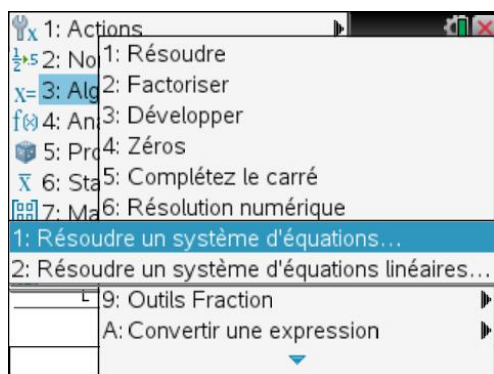 1: Actions
2: No
3: Alg
4: An
5: Pro
6: Sta
7: Ma
1: Résoudre
2: Factoriser
3: Développer
4: Zéros
5: Complétez le carré
6: Résolution numérique
1: Résoudre un système d'équations...
2: Résoudre un système d'équations linéaires...
9: Outils Fraction
A: Convertir une expression